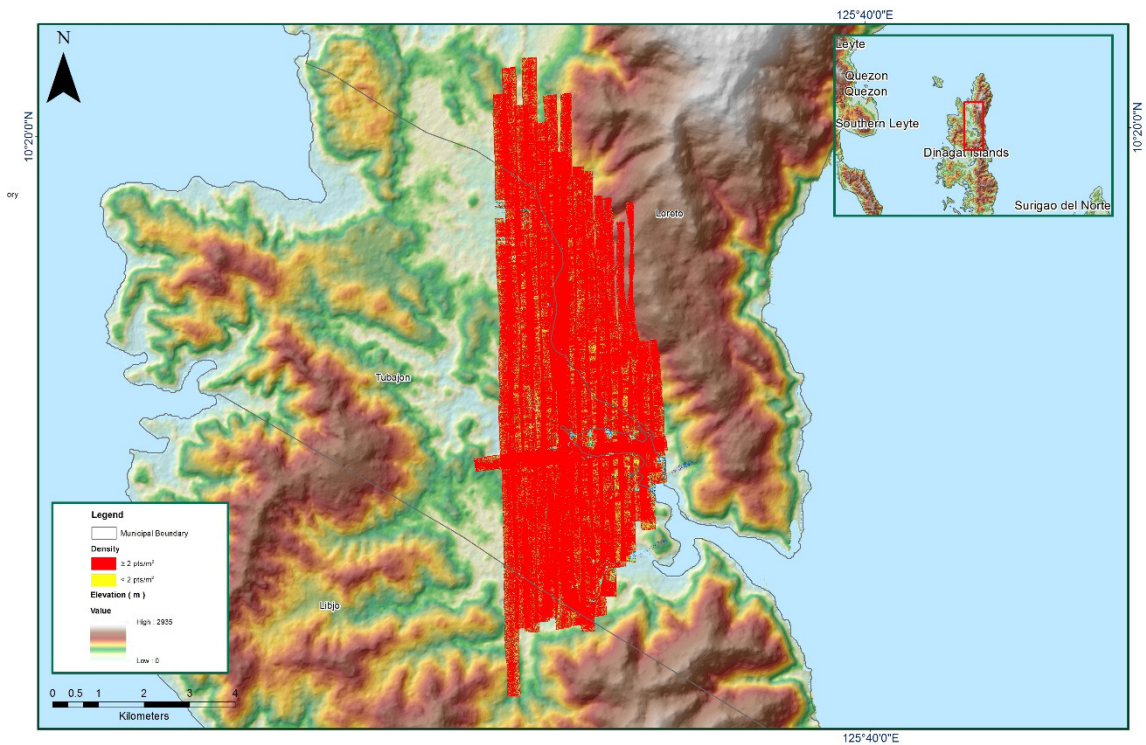 125°40'0"E
N
10°20'0"N
10°20'0"N
ory
Leyte
Quezon
Quezon
Southern Leyte
Dinagat Islands
Surigao del Norte
Loreto
Tubajon
Libjo
Legend
Municipal Boundary
Density
≥ 2 pts/m²
< 2 pts/m²
Elevation ( m )
Value
High : 2935
Low : 0
0 0.5 1 2 3 4
Kilometers
125°40'0"E